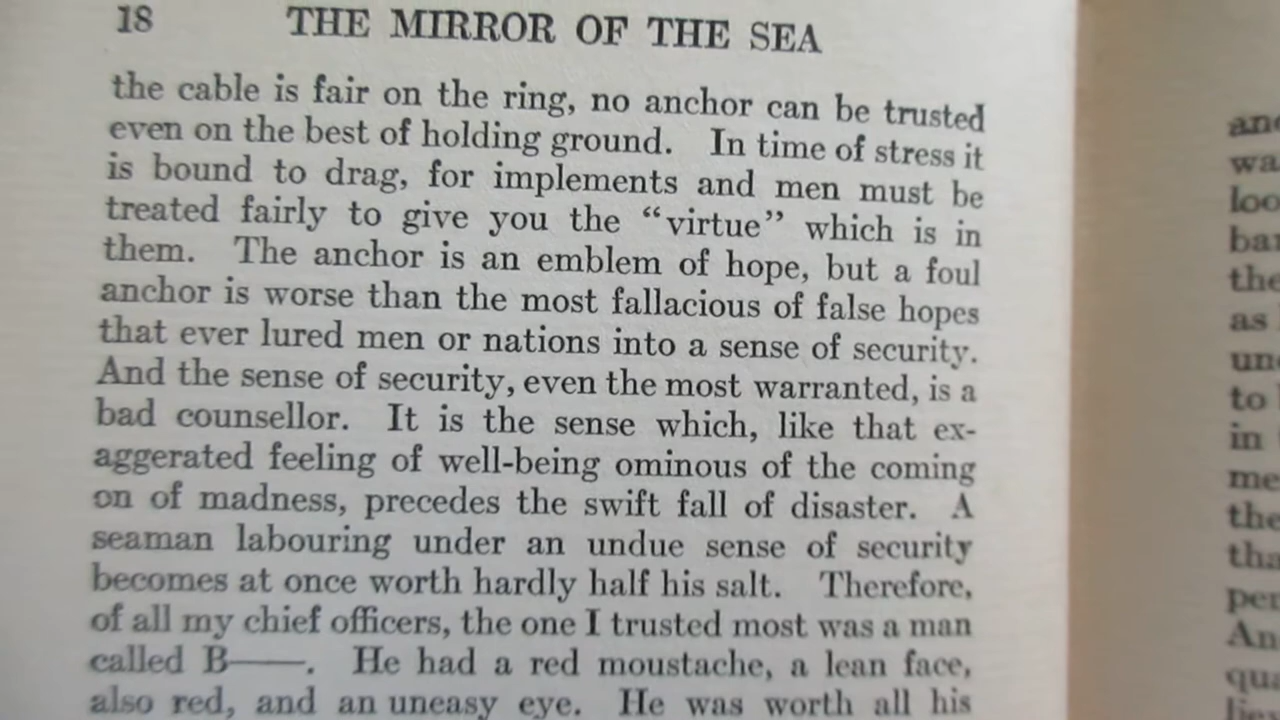 18 THE MIRROR OF THE SEA
the cable is fair on the ring, no anchor can be trusted
even on the best of holding ground. In time of stress it
is bound to drag, for implements and men must be
treated fairly to give you the “virtue” which is in
them. The anchor is an emblem of hope, but a foul
anchor is worse than the most fallacious of false hopes
that ever lured men or nations into a sense of security.
And the sense of security, even the most warranted, is a
bad counsellor. It is the sense which, like that ex-
aggerated feeling of well-being ominous of the coming
on of madness, precedes the swift fall of disaster. A
seaman labouring under an undue sense of security
becomes at once worth hardly half his salt. Therefore,
of all my chief officers, the one I trusted most was a man
called B——. He had a red moustache, a lean face,
also red, and an uneasy eye. He was worth all his
as
to
in